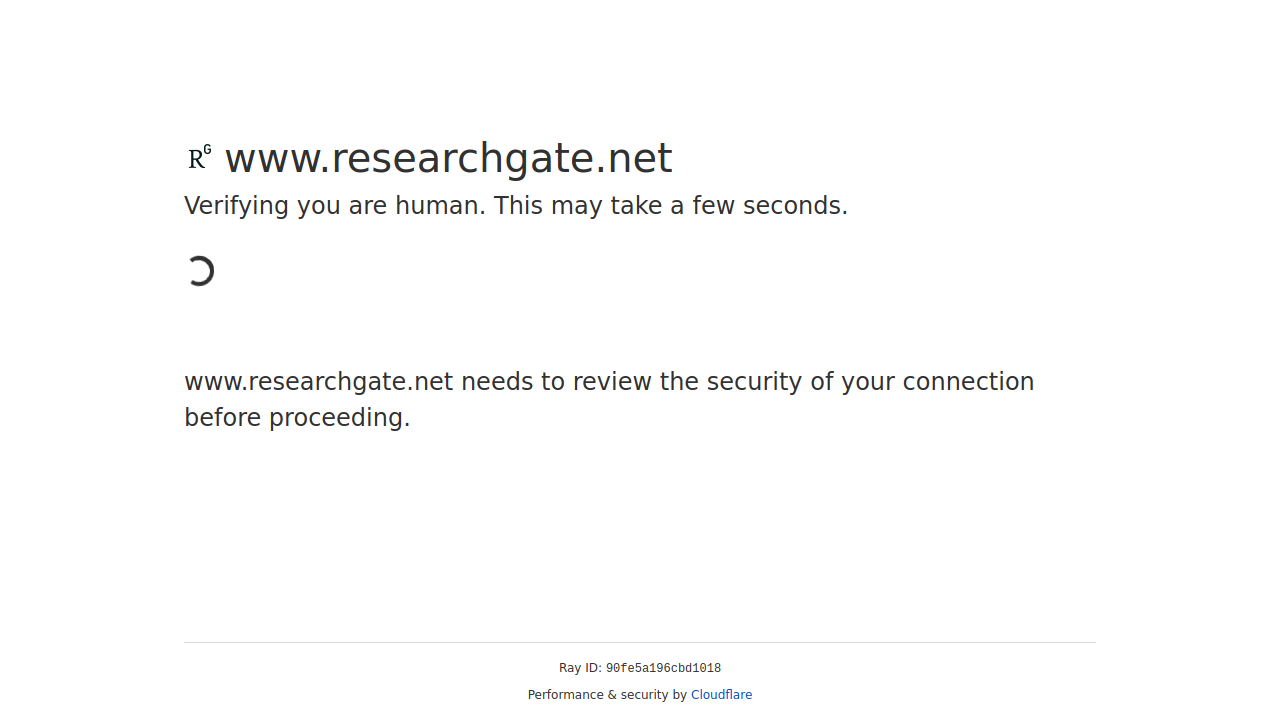 RG www.researchgate.net
Verifying you are human. This may take a few seconds.
www.researchgate.net needs to review the security of your connection
before proceeding.
Ray ID: 90fe5a196cbd1018
Performance & security by Cloudflare